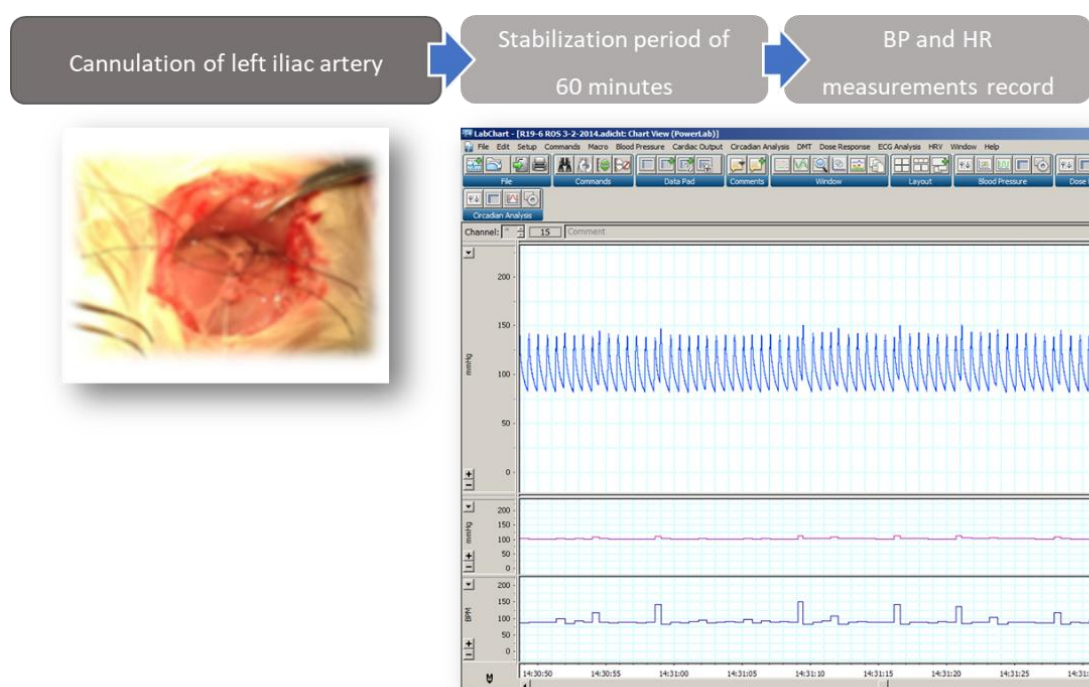 Cannulation of left iliac artery
Stabilization period of
60 minutes
BP and HR
measurements record
LabChart - [R19-6 ROS 3-2-2014.adicht: Chart View (PowerLab)]
File Edit Setup Commands Macro Blood Pressure Cardiac Output Circadian Analysis DMT Dose Response ECG Analysis HRV Window Help
File Commands Data Pad Comments Window Layout Blood Pressure Dose
Circadian Analysis
Channel: 15 Comment
200
150
100
50
0
mmHg
200
150
100
50
0
mmHg
200
150
100
50
0
BPM
14:30:50 14:30:55 14:31:00 14:31:05 14:31:10 14:31:15 14:31:20 14:31:25